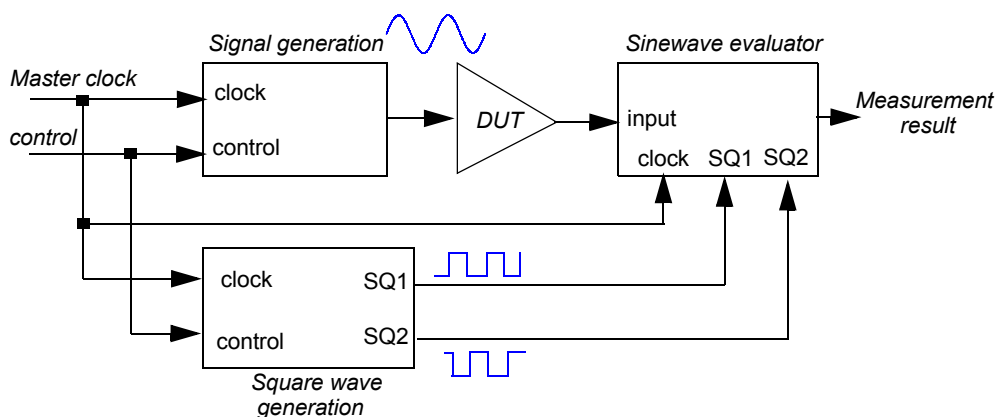 Signal generation
Sinewave evaluator
Master clock
clock
control
control
DUT
input
clock
SQ1
SQ2
Measurement
result
clock
SQ1
control
SQ2
Square wave
generation